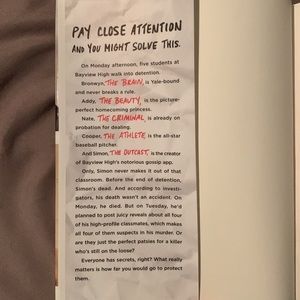 PAY CLOSE ATTENTION
AND YOU MIGHT SOLVE THIS.
On Monday afternoon, five students at
Bayview High walk into detention.
Bronwyn, THE BRAIN, is Yale-bound
and never breaks a rule.
Addy, THE BEAUTY, is the picture-
perfect homecoming princess.
Nate, THE CRIMINAL, is already on
probation for dealing.
Cooper, THE ATHLETE, is the all-star
baseball pitcher.
And Simon, THE OUTCAST, is the creator
of Bayview High's notorious gossip app.
Only, Simon never makes it out of that
classroom. Before the end of detention,
Simon's dead. And according to investi-
gators, his death wasn't an accident. On
Monday, he died. But on Tuesday, he'd
planned to post juicy reveals about all four
of his high-profile classmates, which makes
all four of them suspects in his murder. Or
are they just the perfect patsies for a killer
who's still on the loose?
Everyone has secrets, right? What really
matters is how far you would go to protect
them.